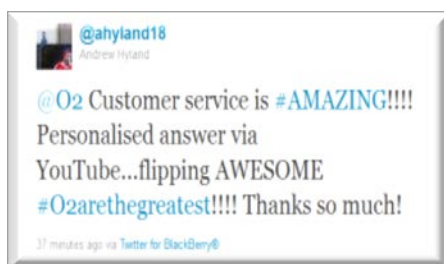 @ahyland18
Andrew Hyland
@O2 Customer service is #AMAZING!!!!
Personalised answer via
YouTube...flipping AWESOME
#O2arethegreatest!!!! Thanks so much!
37 minutes ago via Twitter for BlackBerry®